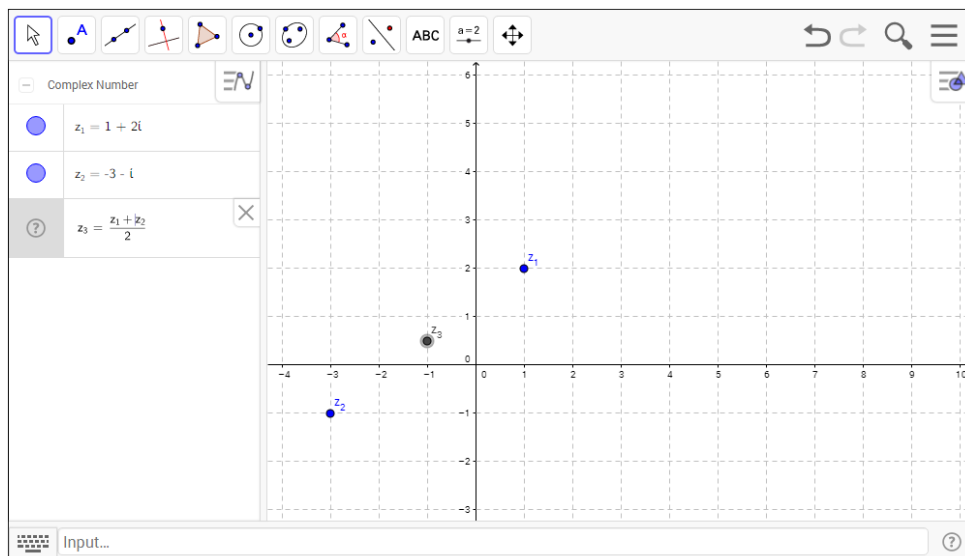 A
α
ABC
a=2
Complex Number
z₁ = 1 + 2i
z₂ = -3 - i
z₃ = (z₁ + z₂)/2
6
5
4
3
z₁
2
1
z₃
0
-4 -3 -2 -1 0 1 2 3 4 5 6 7 8 9 10
z₂
-1
-2
-3
Input...
?